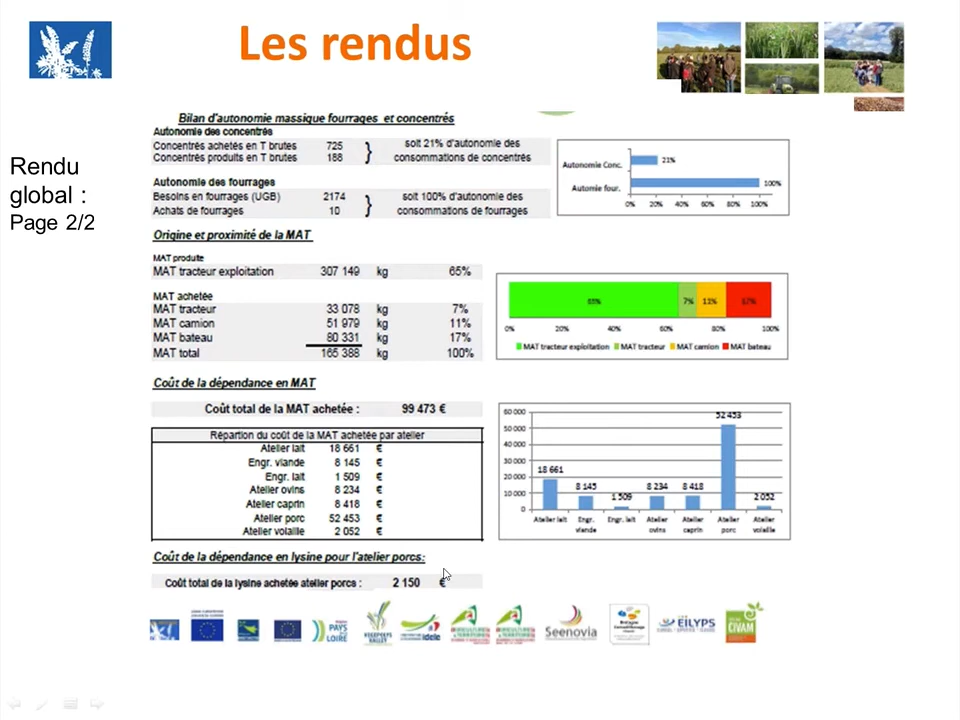 Les rendus
Rendu
global :
Page 2/2
Bilan d'autonomie massique fourrages et concentrés
Autonomie des concentrés
Concentrés achetés en T brutes 725
Concentrés produits en T brutes 188
} soit 21% d'autonomie des
consommations de concentrés
Autonomie des fourrages
Besoins en fourrages (UGB) 2174
Achats de fourrages 10
} soit 100% d'autonomie des
consommations de fourrages
Autonomie Conc. 21%
Automie four. 100%
0% 20% 40% 60% 80% 100%
Origine et proximité de la MAT
MAT produite
MAT tracteur exploitation 307 149 kg 65%
MAT achetée
MAT tracteur 33 078 kg 7%
MAT camion 51 979 kg 11%
MAT bateau 80 331 kg 17%
MAT total 165 388 kg 100%
65% 7% 11% 17%
0% 20% 40% 60% 80% 100%
MAT tracteur exploitation MAT tracteur MAT camion MAT bateau
Coût de la dépendance en MAT
Coût total de la MAT achetée : 99 473 €
Répartion du coût de la MAT achetée par atelier
Atelier lait 18 661 €
Engr. viande 8 145 €
Engr. lait 1 509 €
Atelier ovins 8 234 €
Atelier caprin 8 418 €
Atelier porc 52 453 €
Atelier volaille 2 052 €
60 000
50 000
40 000
30 000
20 000
10 000
0
18 661 8 145 1 509 8 234 8 418 52 453 2 052
Atelier lait Engr. viande Engr. lait Atelier ovins Atelier caprin Atelier porc Atelier volaille
Coût de la dépendance en lysine pour l'atelier porcs:
Coût total de la lysine achetée atelier porcs : 2 150 €
PAYS
DE LA
LOIRE
VEGEPOLYS
VALLEY
idele
Seenovia
EILYPS
CIVAM